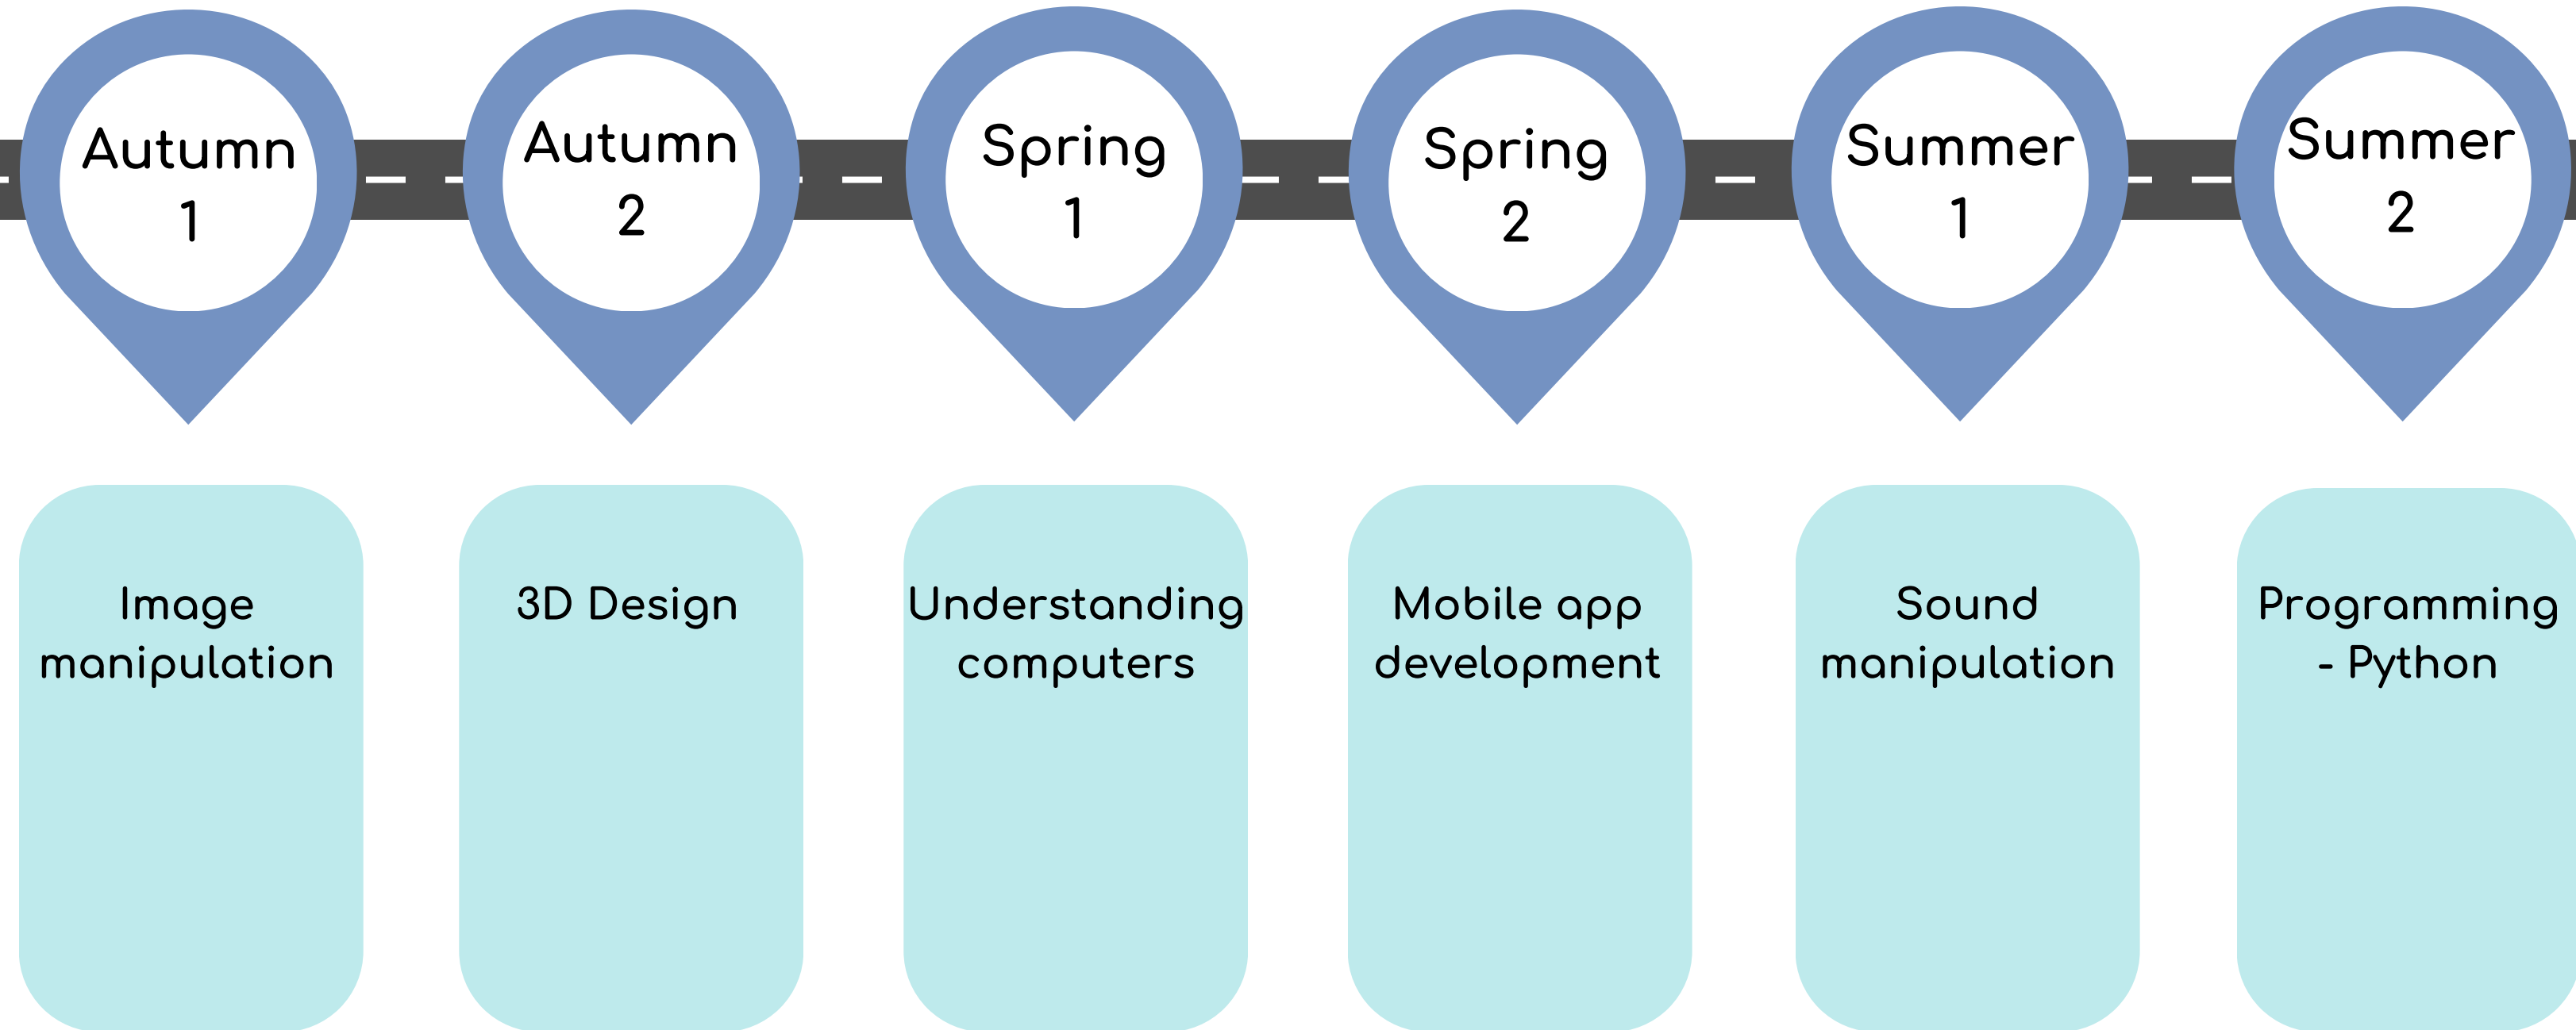 Autumn
1
Autumn
2
Spring
1
Spring
2
Summer
1
Summer
2
Image
manipulation
3D Design
Understanding
computers
Mobile app
development
Sound
manipulation
Programming
- Python